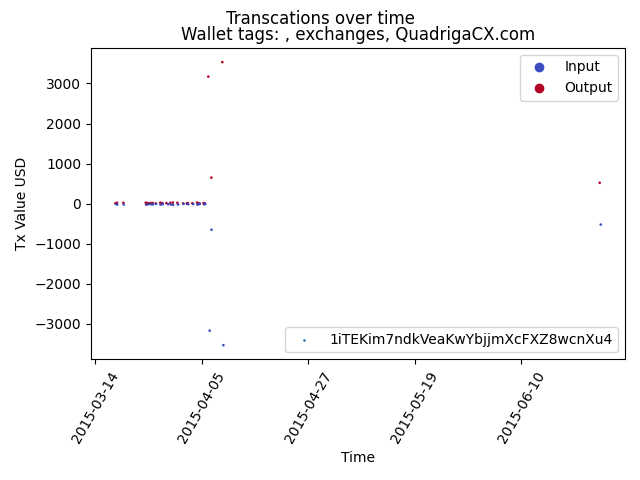 Transcations over time
Wallet tags: , exchanges, QuadrigaCX.com
Input
Output
3000
2000
1000
0
−1000
−2000
−3000
Tx Value USD
1iTEKim7ndkVeaKwYbjjmXcFXZ8wcnXu4
2015-03-14
2015-04-05
2015-04-27
2015-05-19
2015-06-10
Time